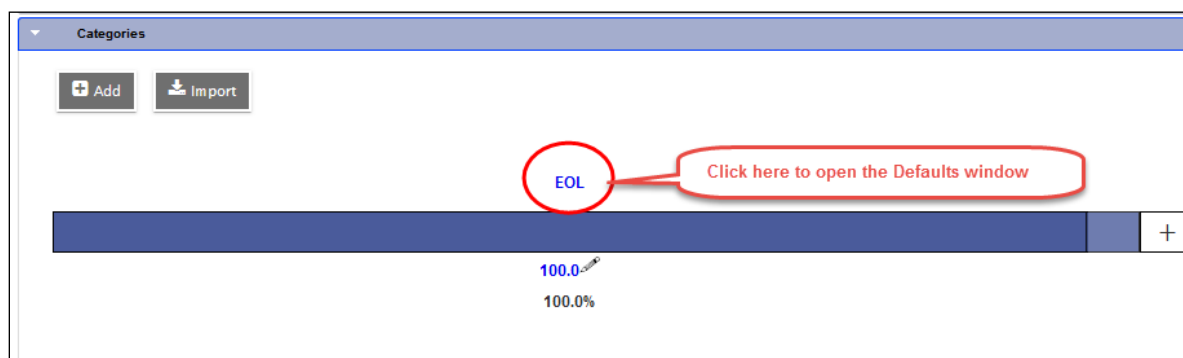 Categories
Add
Import
EOL
Click here to open the Defaults window
+
100.0
100.0%